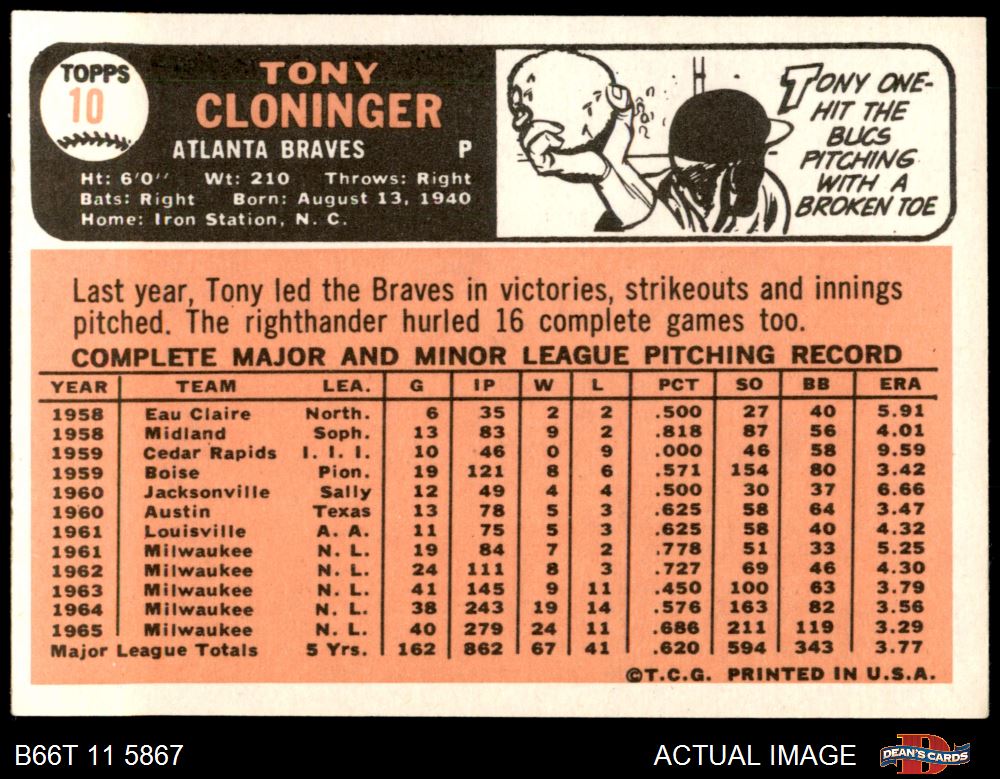 TOPPS
10
TONY
CLONINGER
ATLANTA BRAVES P
Ht: 6'0'' Wt: 210 Throws: Right
Bats: Right Born: August 13, 1940
Home: Iron Station, N. C.
TONY ONE-
HIT THE
BUCS
PITCHING
WITH A
BROKEN TOE
Last year, Tony led the Braves in victories, strikeouts and innings
pitched. The righthander hurled 16 complete games too.
COMPLETE MAJOR AND MINOR LEAGUE PITCHING RECORD
YEAR TEAM LEA. G IP W L PCT SO BB ERA
1958 Eau Claire North. 6 35 2 2 .500 27 40 5.91
1958 Midland Soph. 13 83 9 2 .818 87 56 4.01
1959 Cedar Rapids I. I. I. 10 46 0 9 .000 46 58 9.59
1959 Boise Pion. 19 121 8 6 .571 154 80 3.42
1960 Jacksonville Sally 12 49 4 4 .500 30 37 6.66
1960 Austin Texas 13 78 5 3 .625 58 64 3.47
1961 Louisville A. A. 11 75 5 3 .625 58 40 4.32
1961 Milwaukee N. L. 19 84 7 2 .778 51 33 5.25
1962 Milwaukee N. L. 24 111 8 3 .727 69 46 4.30
1963 Milwaukee N. L. 41 145 9 11 .450 100 63 3.79
1964 Milwaukee N. L. 38 243 19 14 .576 163 82 3.56
1965 Milwaukee N. L. 40 279 24 11 .686 211 119 3.29
Major League Totals 5 Yrs. 162 862 67 41 .620 594 343 3.77
©T.C.G. PRINTED IN U.S.A.
B66T 11 5867
ACTUAL IMAGE
DEAN'S CARDS